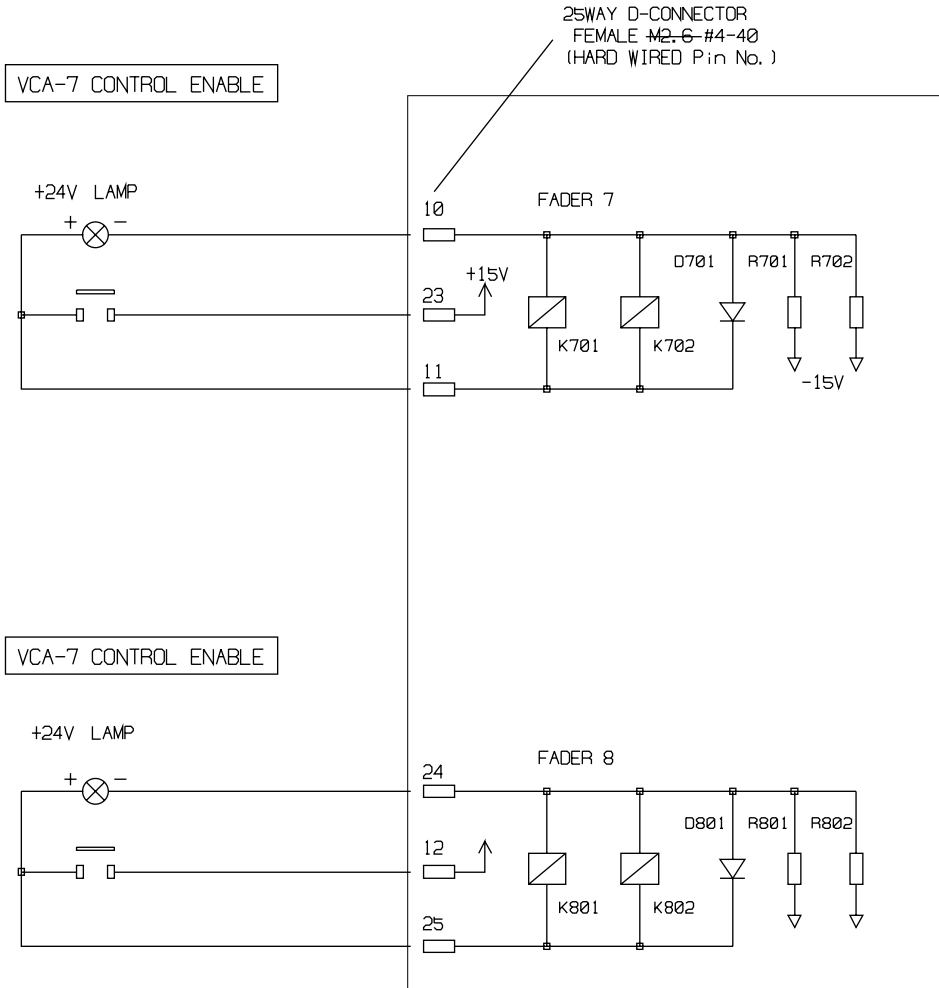 25WAY D-CONNECTOR
FEMALE M2.6 #4-40
(HARD WIRED Pin No.)
VCA-7 CONTROL ENABLE
+24V LAMP
+ -
10
FADER 7
D701 R701 R702
23
+15V
K701 K702
11
-15V
VCA-7 CONTROL ENABLE
+24V LAMP
+ -
24
FADER 8
D801 R801 R802
12
K801 K802
25